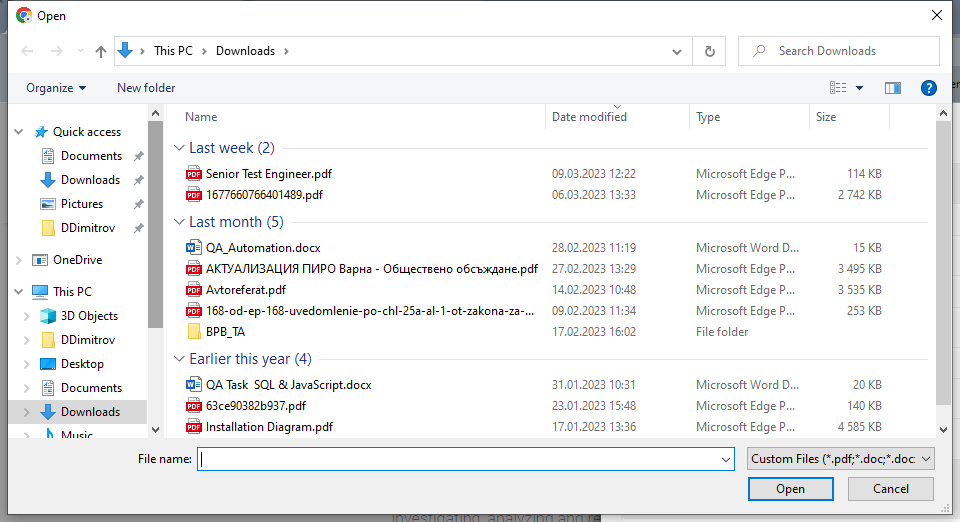 Open
This PC > Downloads >
Search Downloads
Organize
New folder
Name
Date modified
Type
Size
Quick access
Documents
Downloads
Pictures
DDimitrov
OneDrive
This PC
3D Objects
DDimitrov
Desktop
Documents
Downloads
Music
Last week (2)
PDF Senior Test Engineer.pdf 09.03.2023 12:22 Microsoft Edge P... 114 KB
PDF 1677660766401489.pdf 06.03.2023 13:33 Microsoft Edge P... 2 742 KB
Last month (5)
W QA_Automation.docx 28.02.2023 11:19 Microsoft Word D... 15 KB
PDF АКТУАЛИЗАЦИЯ ПИРО Варна - Обществено обсъждане.pdf 27.02.2023 13:29 Microsoft Edge P... 3 495 KB
PDF Avtoreferat.pdf 14.02.2023 10:48 Microsoft Edge P... 3 535 KB
PDF 168-od-ep-168-uvedomlenie-po-chl-25a-al-1-ot-zakona-za-... 09.02.2023 11:34 Microsoft Edge P... 253 KB
BPB_TA 17.02.2023 16:02 File folder
Earlier this year (4)
W QA Task  SQL & JavaScript.docx 31.01.2023 10:31 Microsoft Word D... 20 KB
PDF 63ce90382b937.pdf 23.01.2023 15:48 Microsoft Edge P... 140 KB
PDF Installation Diagram.pdf 17.01.2023 13:36 Microsoft Edge P... 4 585 KB
File name:
Custom Files (*.pdf;*.doc;*.doc:
Open
Cancel
investigating, analyzing and re